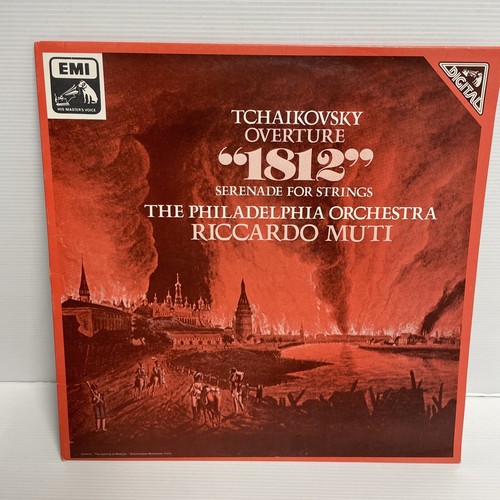 EMI
HIS MASTER'S VOICE
DIGITAL
TCHAIKOVSKY
OVERTURE
“1812”
SERENADE FOR STRINGS
THE PHILADELPHIA ORCHESTRA
RICCARDO MUTI